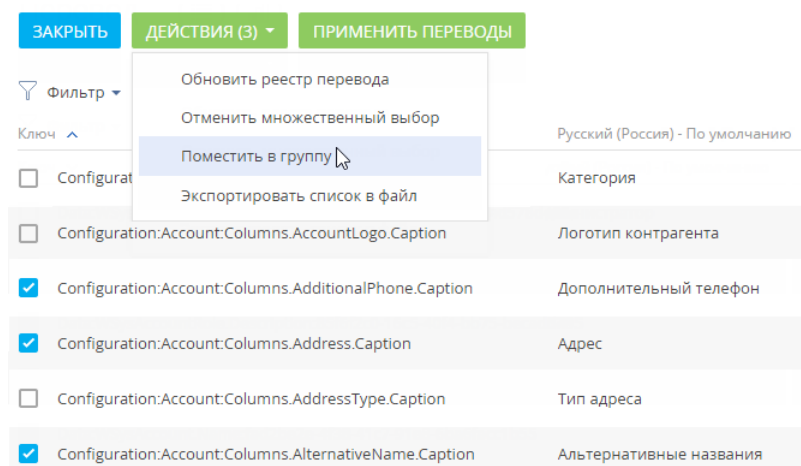 ЗАКРЫТЬ ДЕЙСТВИЯ (3) ПРИМЕНИТЬ ПЕРЕВОДЫ
Обновить реестр перевода
Фильтр
Отменить множественный выбор
Ключ Русский (Россия) - По умолчанию
Поместить в группу
Configurat Категория
Экспортировать список в файл
Configuration:Account:Columns.AccountLogo.Caption Логотип контрагента
Configuration:Account:Columns.AdditionalPhone.Caption Дополнительный телефон
Configuration:Account:Columns.Address.Caption Адрес
Configuration:Account:Columns.AddressType.Caption Тип адреса
Configuration:Account:Columns.AlternativeName.Caption Альтернативные названия